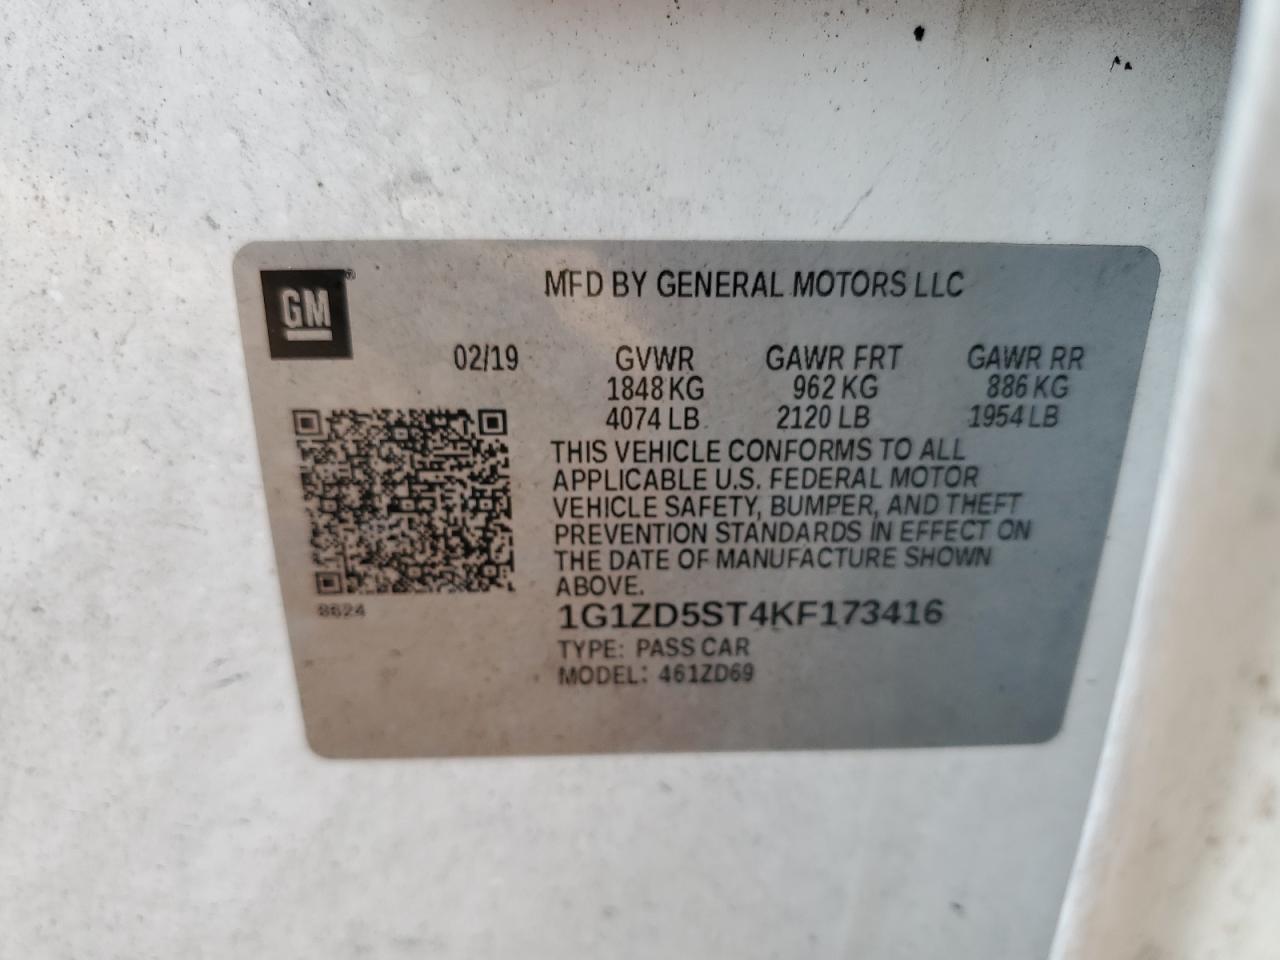 GM®
MFD BY GENERAL MOTORS LLC
02/19 GVWR GAWR FRT GAWR RR
1848 KG 962 KG 886 KG
4074 LB 2120 LB 1954 LB
THIS VEHICLE CONFORMS TO ALL
APPLICABLE U.S. FEDERAL MOTOR
VEHICLE SAFETY, BUMPER, AND THEFT
PREVENTION STANDARDS IN EFFECT ON
THE DATE OF MANUFACTURE SHOWN
ABOVE.
8624
1G1ZD5ST4KF173416
TYPE: PASS CAR
MODEL: 461ZD69